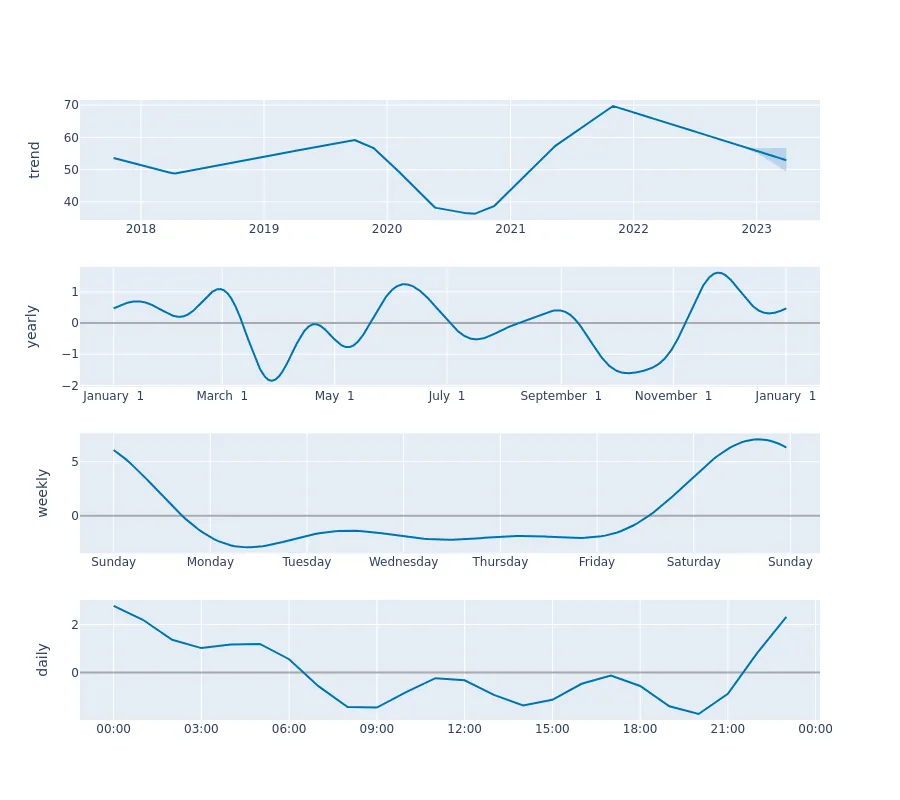 70
60
50
40
trend
2018 2019 2020 2021 2022 2023
1
0
−1
−2
yearly
January 1 March 1 May 1 July 1 September 1 November 1 January 1
5
0
weekly
Sunday Monday Tuesday Wednesday Thursday Friday Saturday Sunday
2
0
daily
00:00 03:00 06:00 09:00 12:00 15:00 18:00 21:00 00:00